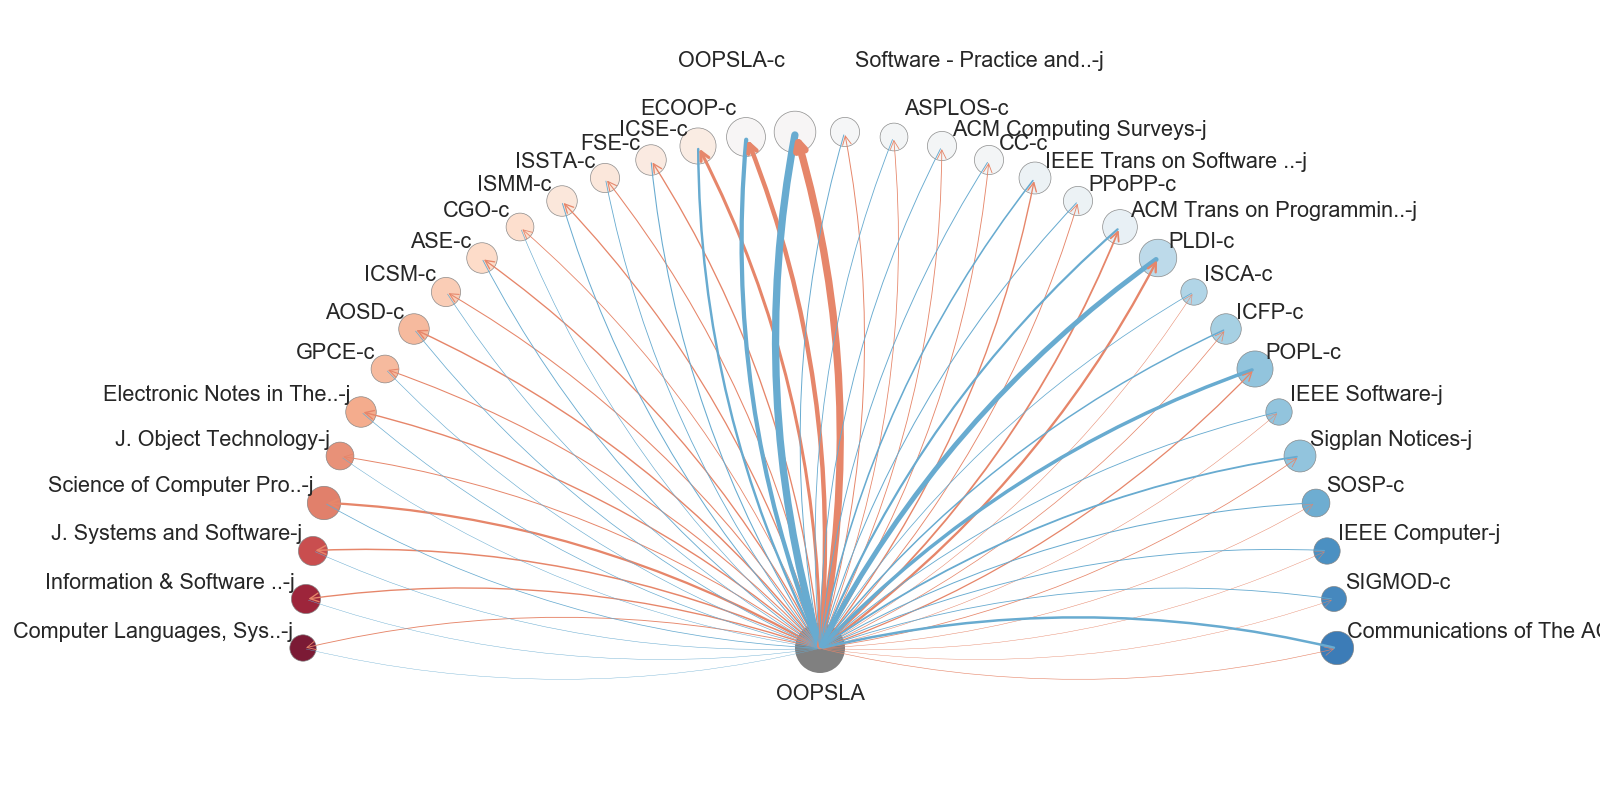 OOPSLA-c
Software - Practice and..-j
ECOOP-c
ASPLOS-c
ICSE-c
ACM Computing Surveys-j
FSE-c
CC-c
ISSTA-c
IEEE Trans on Software ..-j
ISMM-c
PPoPP-c
CGO-c
ACM Trans on Programmin..-j
ASE-c
PLDI-c
ICSM-c
ISCA-c
AOSD-c
ICFP-c
GPCE-c
POPL-c
Electronic Notes in The..-j
IEEE Software-j
J. Object Technology-j
Sigplan Notices-j
Science of Computer Pro..-j
SOSP-c
J. Systems and Software-j
IEEE Computer-j
Information & Software ..-j
SIGMOD-c
Computer Languages, Sys..-j
Communications of The
OOPSLA